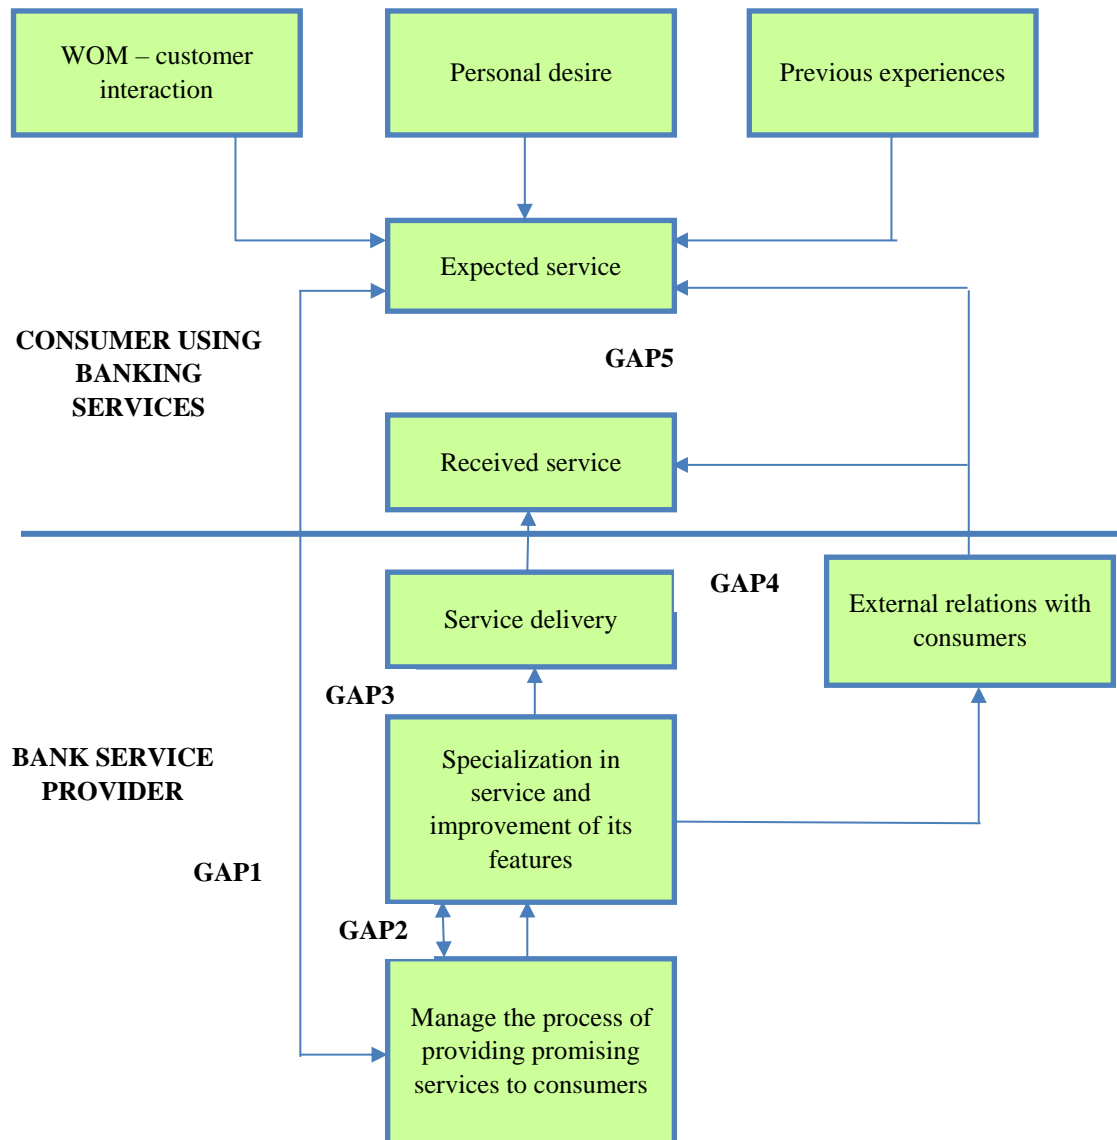 WOM – customer
interaction
Personal desire
Previous experiences
Expected service
CONSUMER USING
BANKING
SERVICES
GAP5
Received service
GAP4
External relations with
consumers
Service delivery
GAP3
BANK SERVICE
PROVIDER
Specialization in
service and
improvement of its
features
GAP1
GAP2
Manage the process of
providing promising
services to consumers